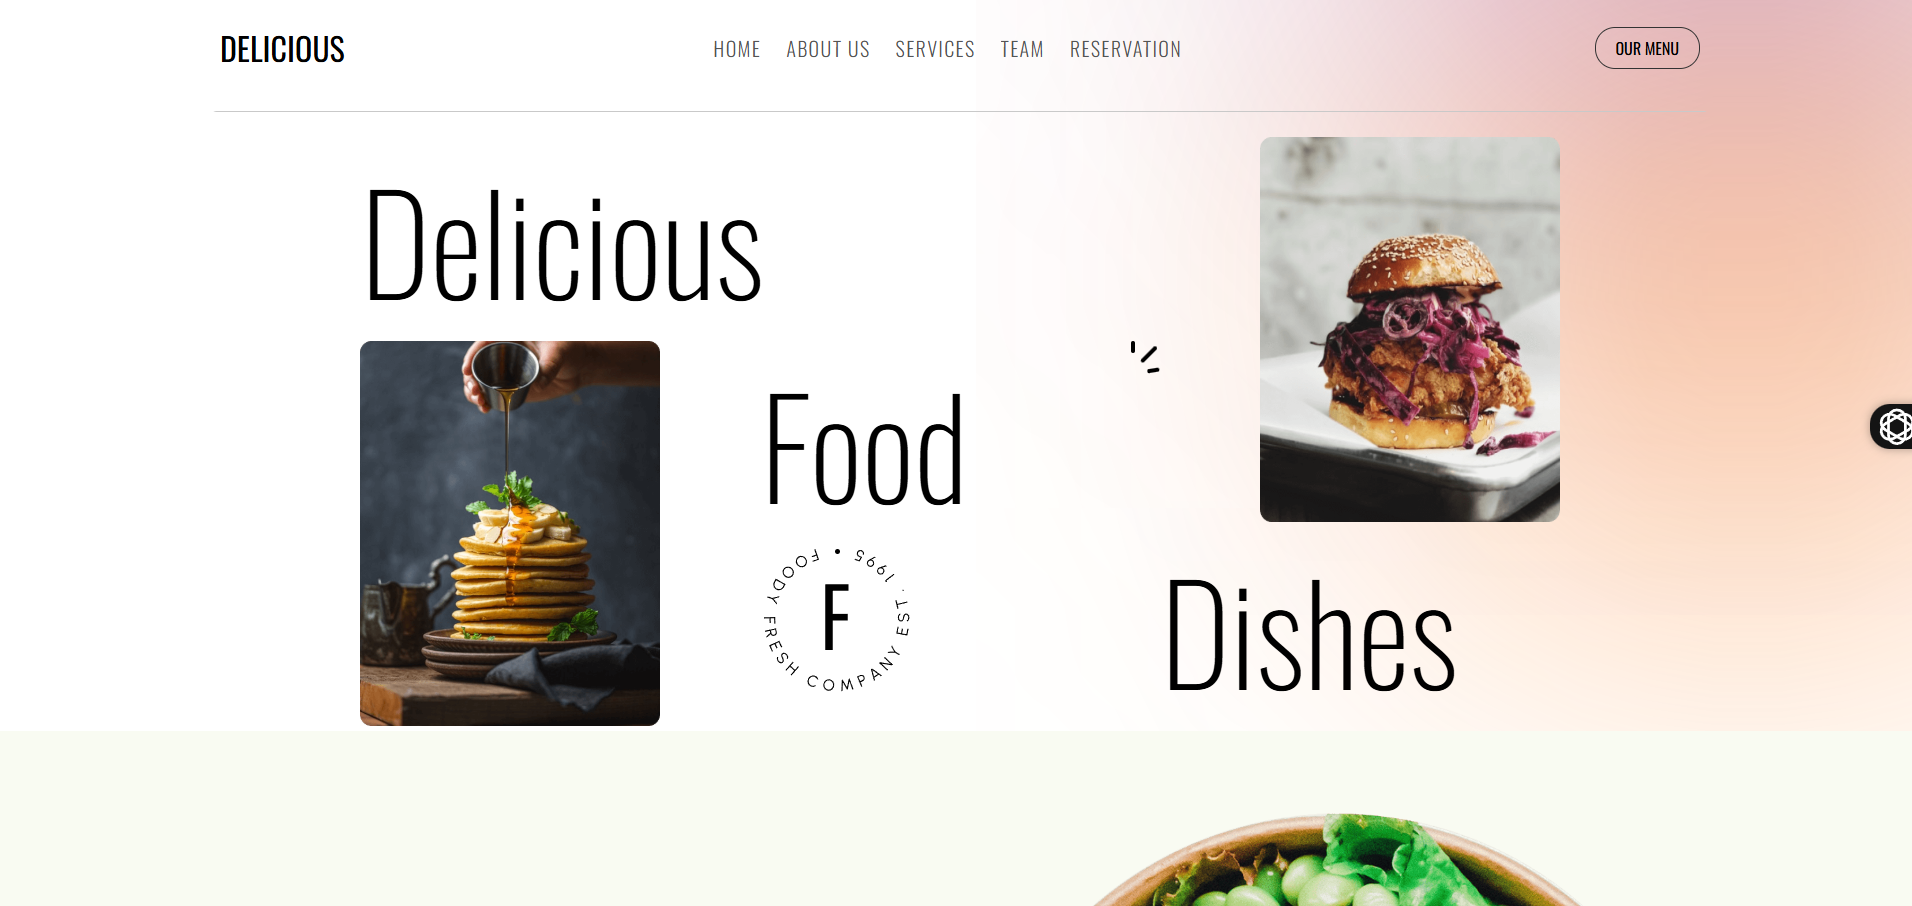 DELICIOUS
HOME ABOUT US SERVICES TEAM RESERVATION
OUR MENU
Delicious
Food
FOODY FRESH COMPANY EST. 1995 •
F
Dishes